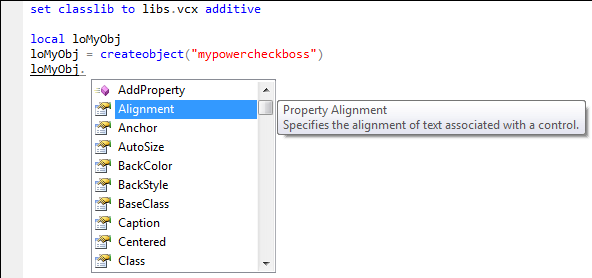 set classlib to libs.vcx additive
local loMyObj
loMyObj = createobject("mypowercheckboss")
loMyObj.
AddProperty
Alignment
Anchor
AutoSize
BackColor
BackStyle
BaseClass
Caption
Centered
Class
Property Alignment
Specifies the alignment of text associated with a control.